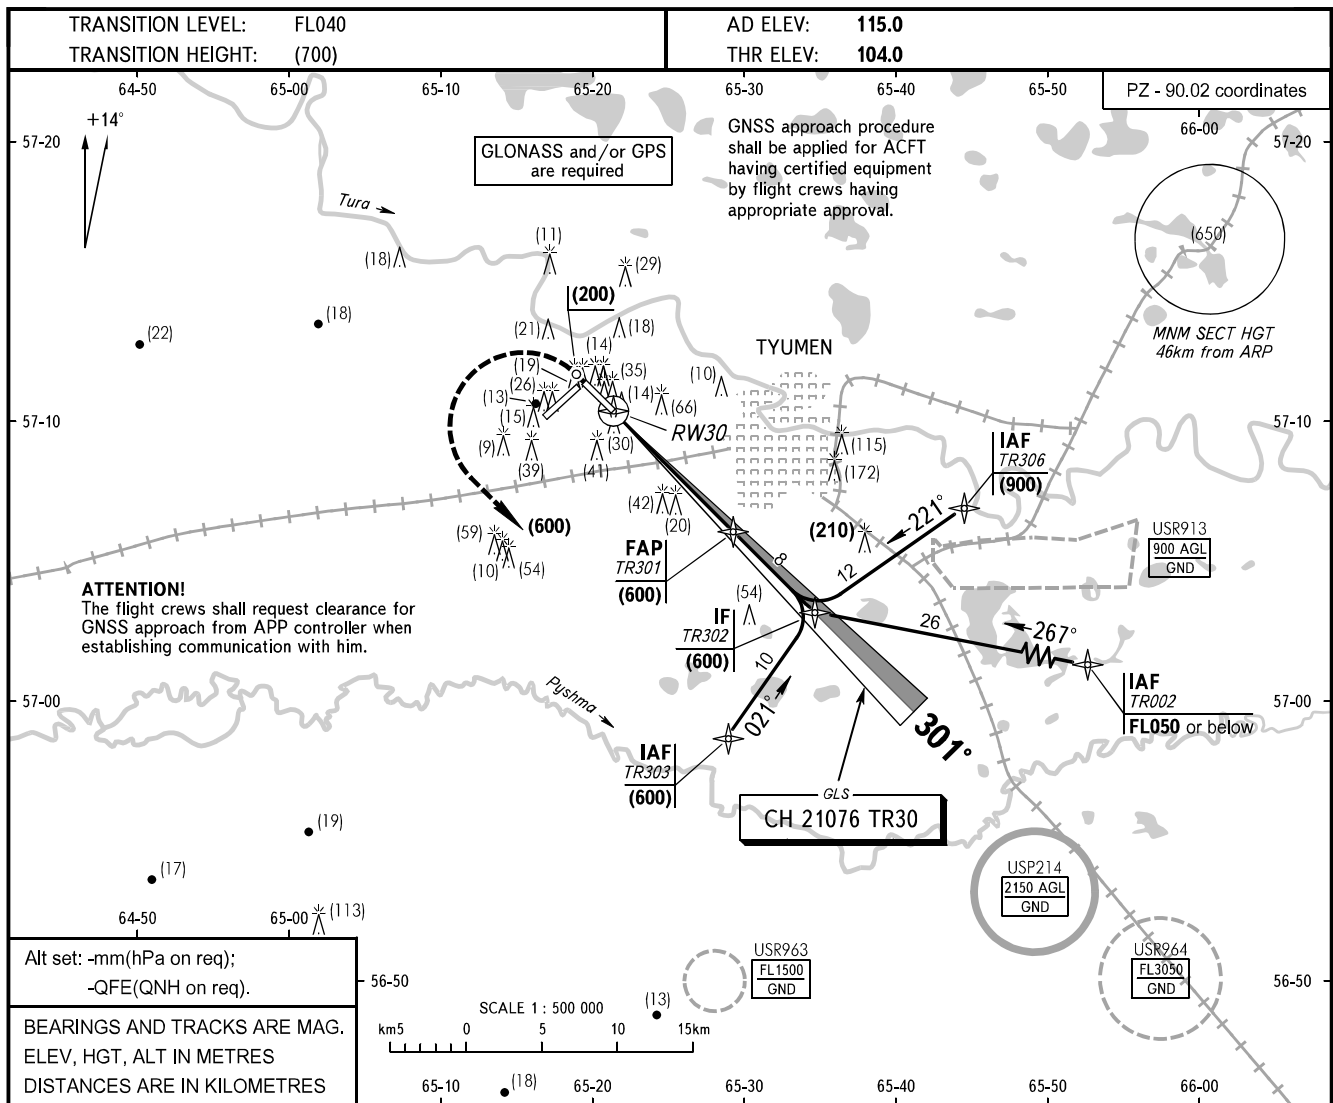 TRANSITION LEVEL: FL040
TRANSITION HEIGHT: (700)
AD ELEV: 115.0
THR ELEV: 104.0
64-50 65-00 65-10 65-20 65-30 65-40 65-50
PZ - 90.02 coordinates
66-00
+14°
57-20
57-20
GLONASS and/or GPS
are required
GNSS approach procedure
shall be applied for ACFT
having certified equipment
by flight crews having
appropriate approval.
Tura
(650)
MNM SECT HGT
46km from ARP
(18)
(11)
(29)
(200)
(22)
(18)
(21)
(18)
(14)
TYUMEN
(19)
(35)
(10)
(26)
(13)
(14)
(66)
(15)
57-10
57-10
RW30
(9)
(39)
(41)
(30)
(115)
(172)
IAF
TR306
(900)
(42)
(20)
(600)
(210)
221°
12
(59)
(10)
(54)
FAP
TR301
(600)
8
USR913
900 AGL
GND
ATTENTION!
The flight crews shall request clearance for
GNSS approach from APP controller when
establishing communication with him.
(54)
IF
TR302
(600)
26
267°
10
021°
Pyshma
57-00
57-00
IAF
TR002
FL050 or below
301°
IAF
TR303
(600)
GLS
CH 21076 TR30
(19)
(17)
USP214
2150 AGL
GND
64-50 65-00
(113)
Alt set: -mm(hPa on req);
-QFE(QNH on req).
56-50
56-50
USR963
FL1500
GND
USR964
FL3050
GND
(13)
SCALE 1 : 500 000
km5 0 5 10 15km
BEARINGS AND TRACKS ARE MAG.
ELEV, HGT, ALT IN METRES
DISTANCES ARE IN KILOMETRES
(18)
65-10 65-20 65-30 65-40 65-50 66-00